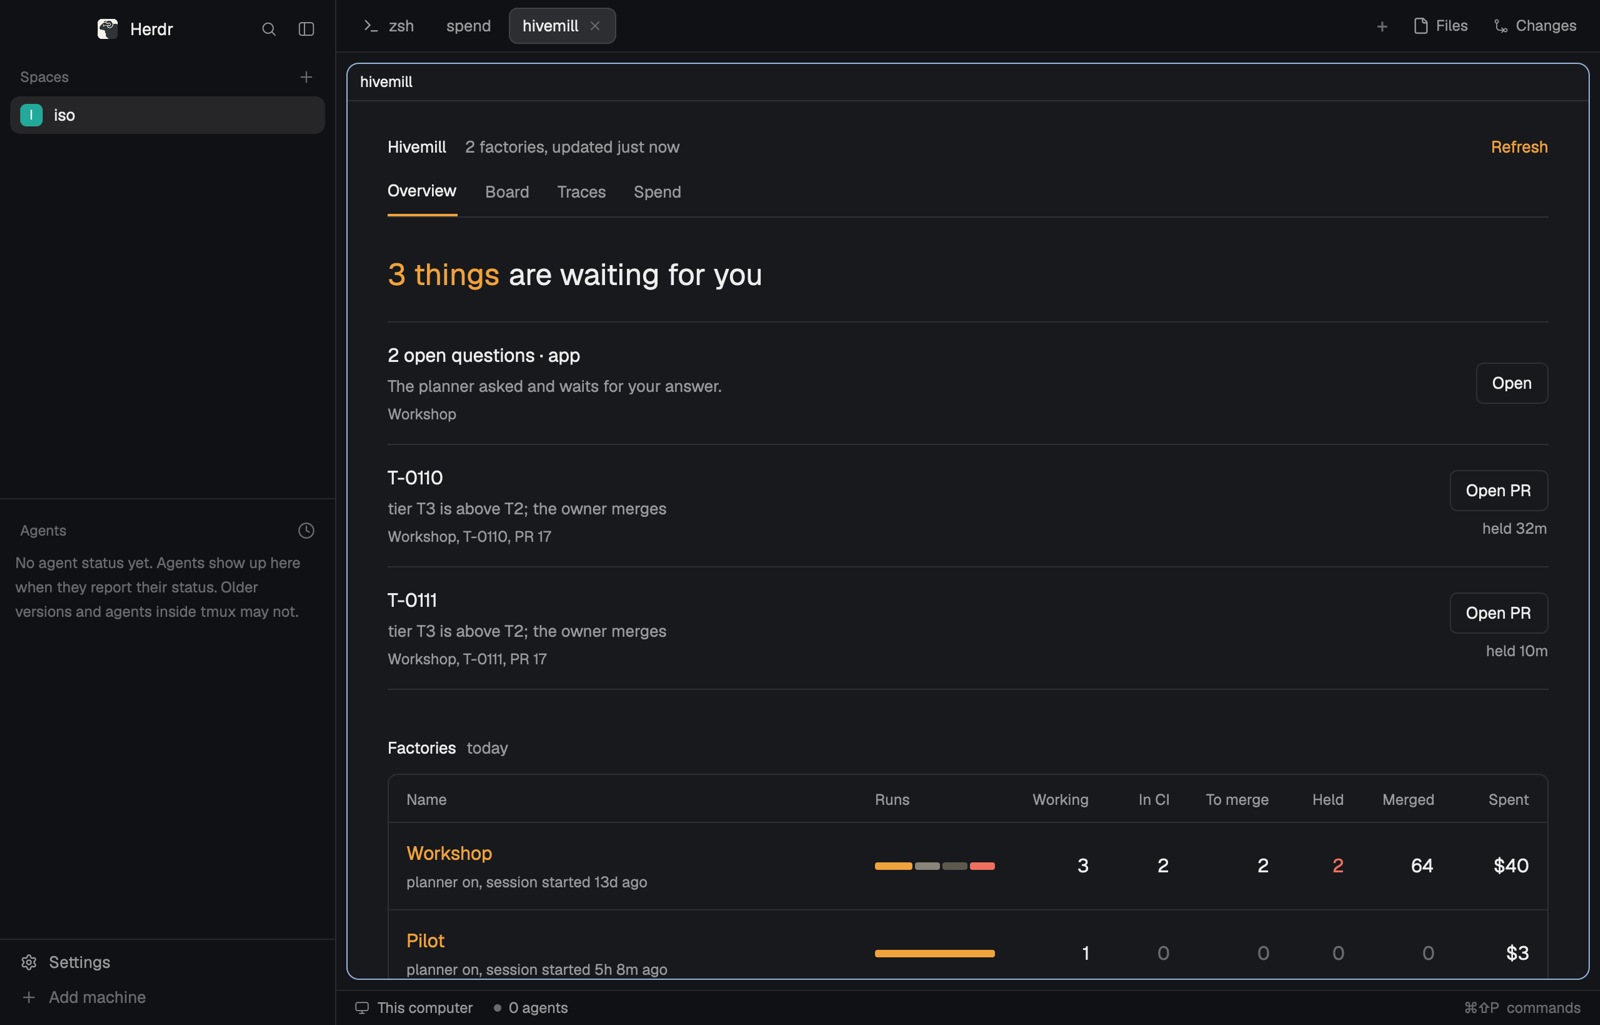 Herdr
Spaces
I iso
Agents
No agent status yet. Agents show up here
when they report their status. Older
versions and agents inside tmux may not.
Settings
Add machine
zsh spend hivemill
Files Changes
hivemill
Hivemill 2 factories, updated just now Refresh
Overview Board Traces Spend
3 things are waiting for you
2 open questions · app
The planner asked and waits for your answer.
Workshop
Open
T-0110
tier T3 is above T2; the owner merges
Workshop, T-0110, PR 17
Open PR
held 32m
T-0111
tier T3 is above T2; the owner merges
Workshop, T-0111, PR 17
Open PR
held 10m
Factories today
Name Runs Working In CI To merge Held Merged Spent
Workshop
planner on, session started 13d ago
3 2 2 2 64 $40
Pilot
planner on, session started 5h 8m ago
1 0 0 0 0 $3
This computer 0 agents
⌘⇧P commands